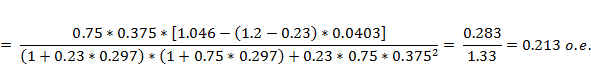 = 0.75 * 0.375 * [1.046 − (1.2 − 0.23) * 0.0403] / (1 + 0.23 * 0.297) * (1 + 0.75 * 0.297) + 0.23 * 0.75 * 0.375² = 0.283 / 1.33 = 0.213 o.e.